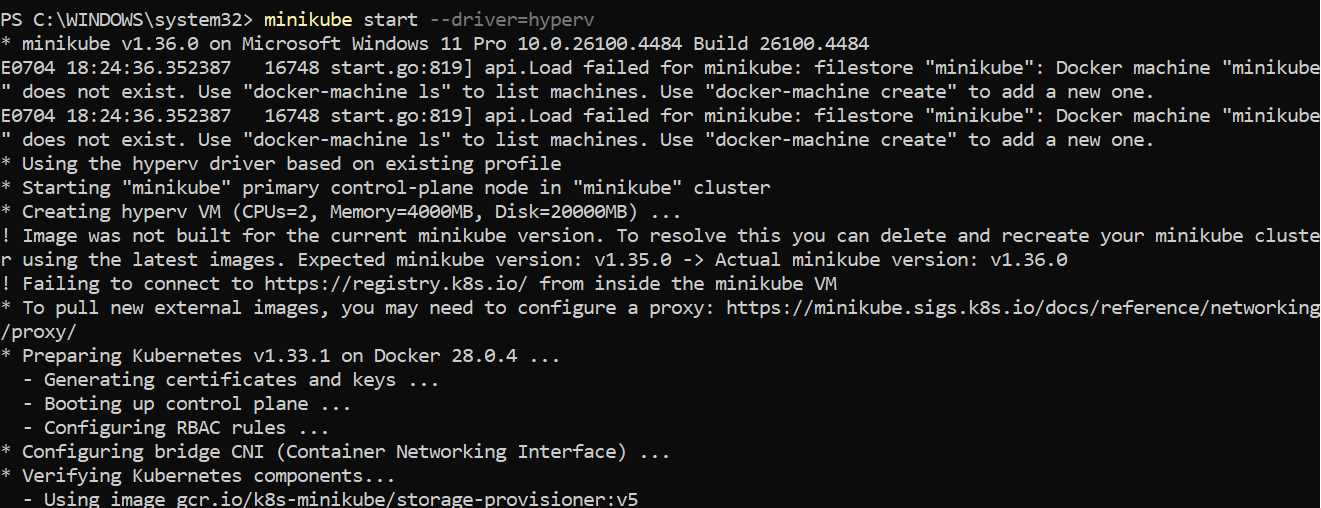 PS C:\WINDOWS\system32> minikube start --driver=hyperv
* minikube v1.36.0 on Microsoft Windows 11 Pro 10.0.26100.4484 Build 26100.4484
E0704 18:24:36.352387   16748 start.go:819] api.Load failed for minikube: filestore "minikube": Docker machine "minikube
" does not exist. Use "docker-machine ls" to list machines. Use "docker-machine create" to add a new one.
E0704 18:24:36.352387   16748 start.go:819] api.Load failed for minikube: filestore "minikube": Docker machine "minikube
" does not exist. Use "docker-machine ls" to list machines. Use "docker-machine create" to add a new one.
* Using the hyperv driver based on existing profile
* Starting "minikube" primary control-plane node in "minikube" cluster
* Creating hyperv VM (CPUs=2, Memory=4000MB, Disk=20000MB) ...
! Image was not built for the current minikube version. To resolve this you can delete and recreate your minikube cluste
r using the latest images. Expected minikube version: v1.35.0 -> Actual minikube version: v1.36.0
! Failing to connect to https://registry.k8s.io/ from inside the minikube VM
* To pull new external images, you may need to configure a proxy: https://minikube.sigs.k8s.io/docs/reference/networking
/proxy/
* Preparing Kubernetes v1.33.1 on Docker 28.0.4 ...
  - Generating certificates and keys ...
  - Booting up control plane ...
  - Configuring RBAC rules ...
* Configuring bridge CNI (Container Networking Interface) ...
* Verifying Kubernetes components...
  - Using image gcr.io/k8s-minikube/storage-provisioner:v5